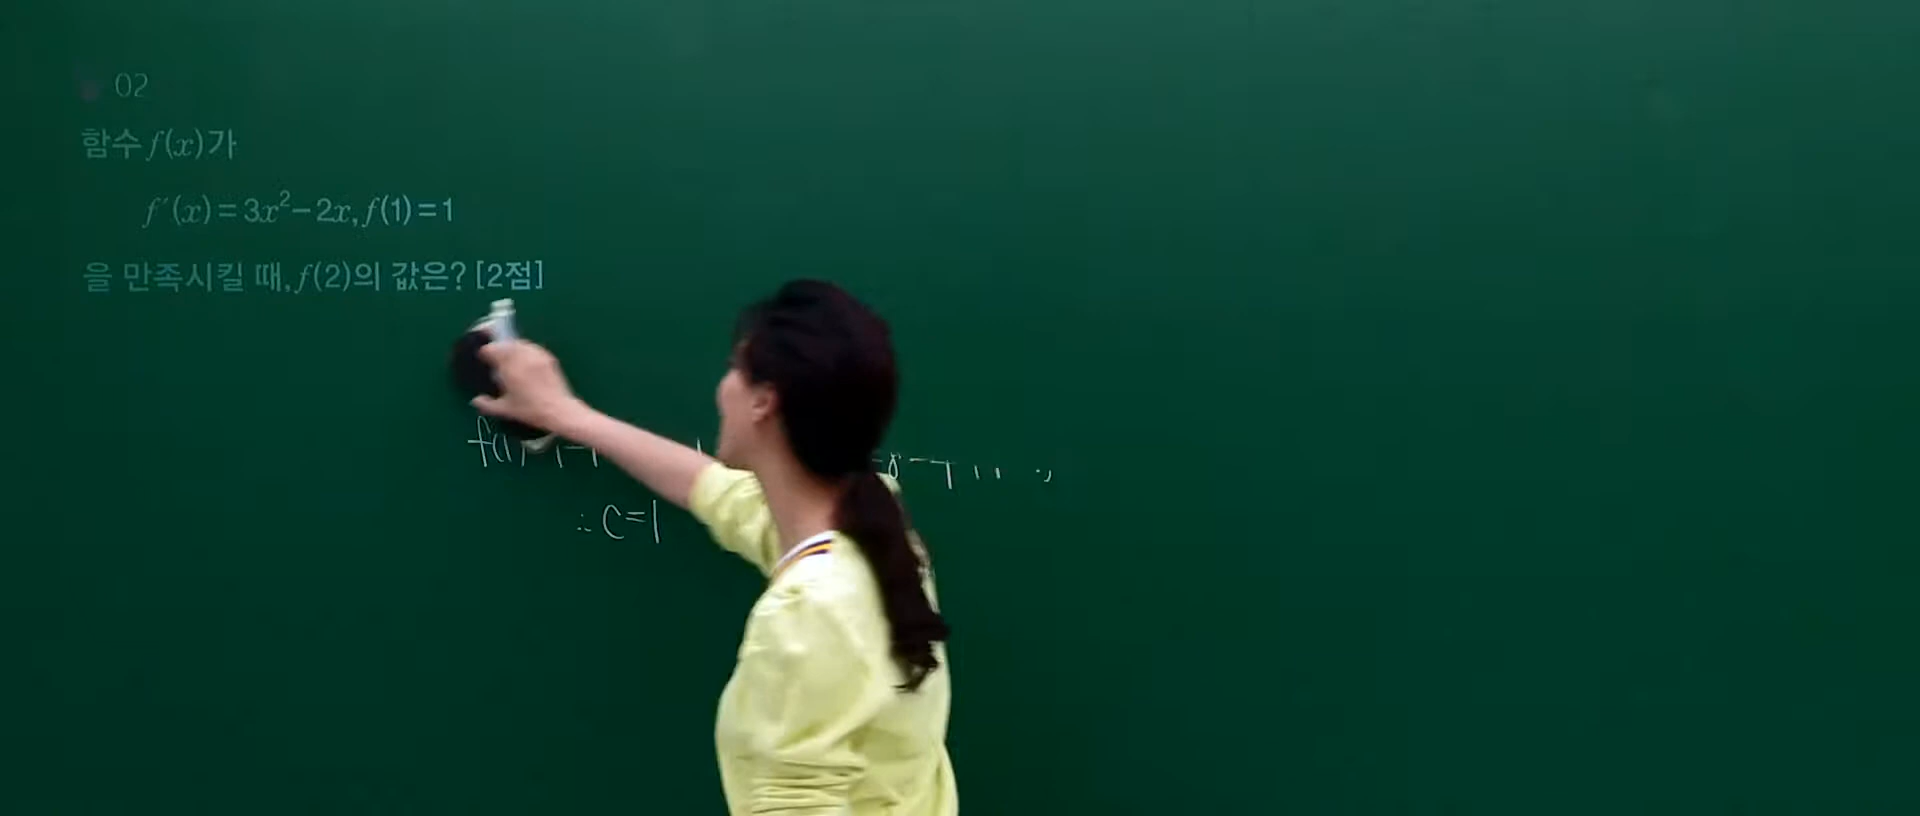 02
함수 f(x)가
f′(x)=3x²−2x, f(1)=1
을 만족시킬 때, f(2)의 값은? [2점]
f(1)
∴ C=1